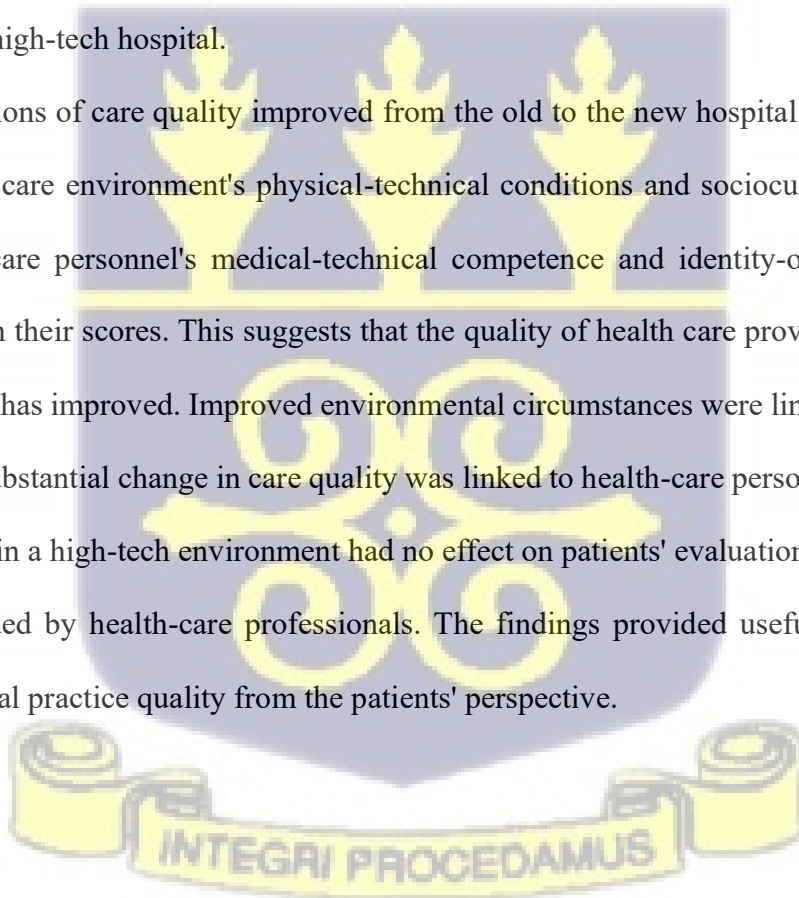 high-tech hospital.
ions of care quality improved from the old to the new hospital
care environment's physical-technical conditions and sociocu
care personnel's medical-technical competence and identity-o
n their scores. This suggests that the quality of health care prov
has improved. Improved environmental circumstances were lin
ubstantial change in care quality was linked to health-care perso
in a high-tech environment had no effect on patients' evaluation
ed by health-care professionals. The findings provided usefu
al practice quality from the patients' perspective.
INTEGRI PROCEDAMUS